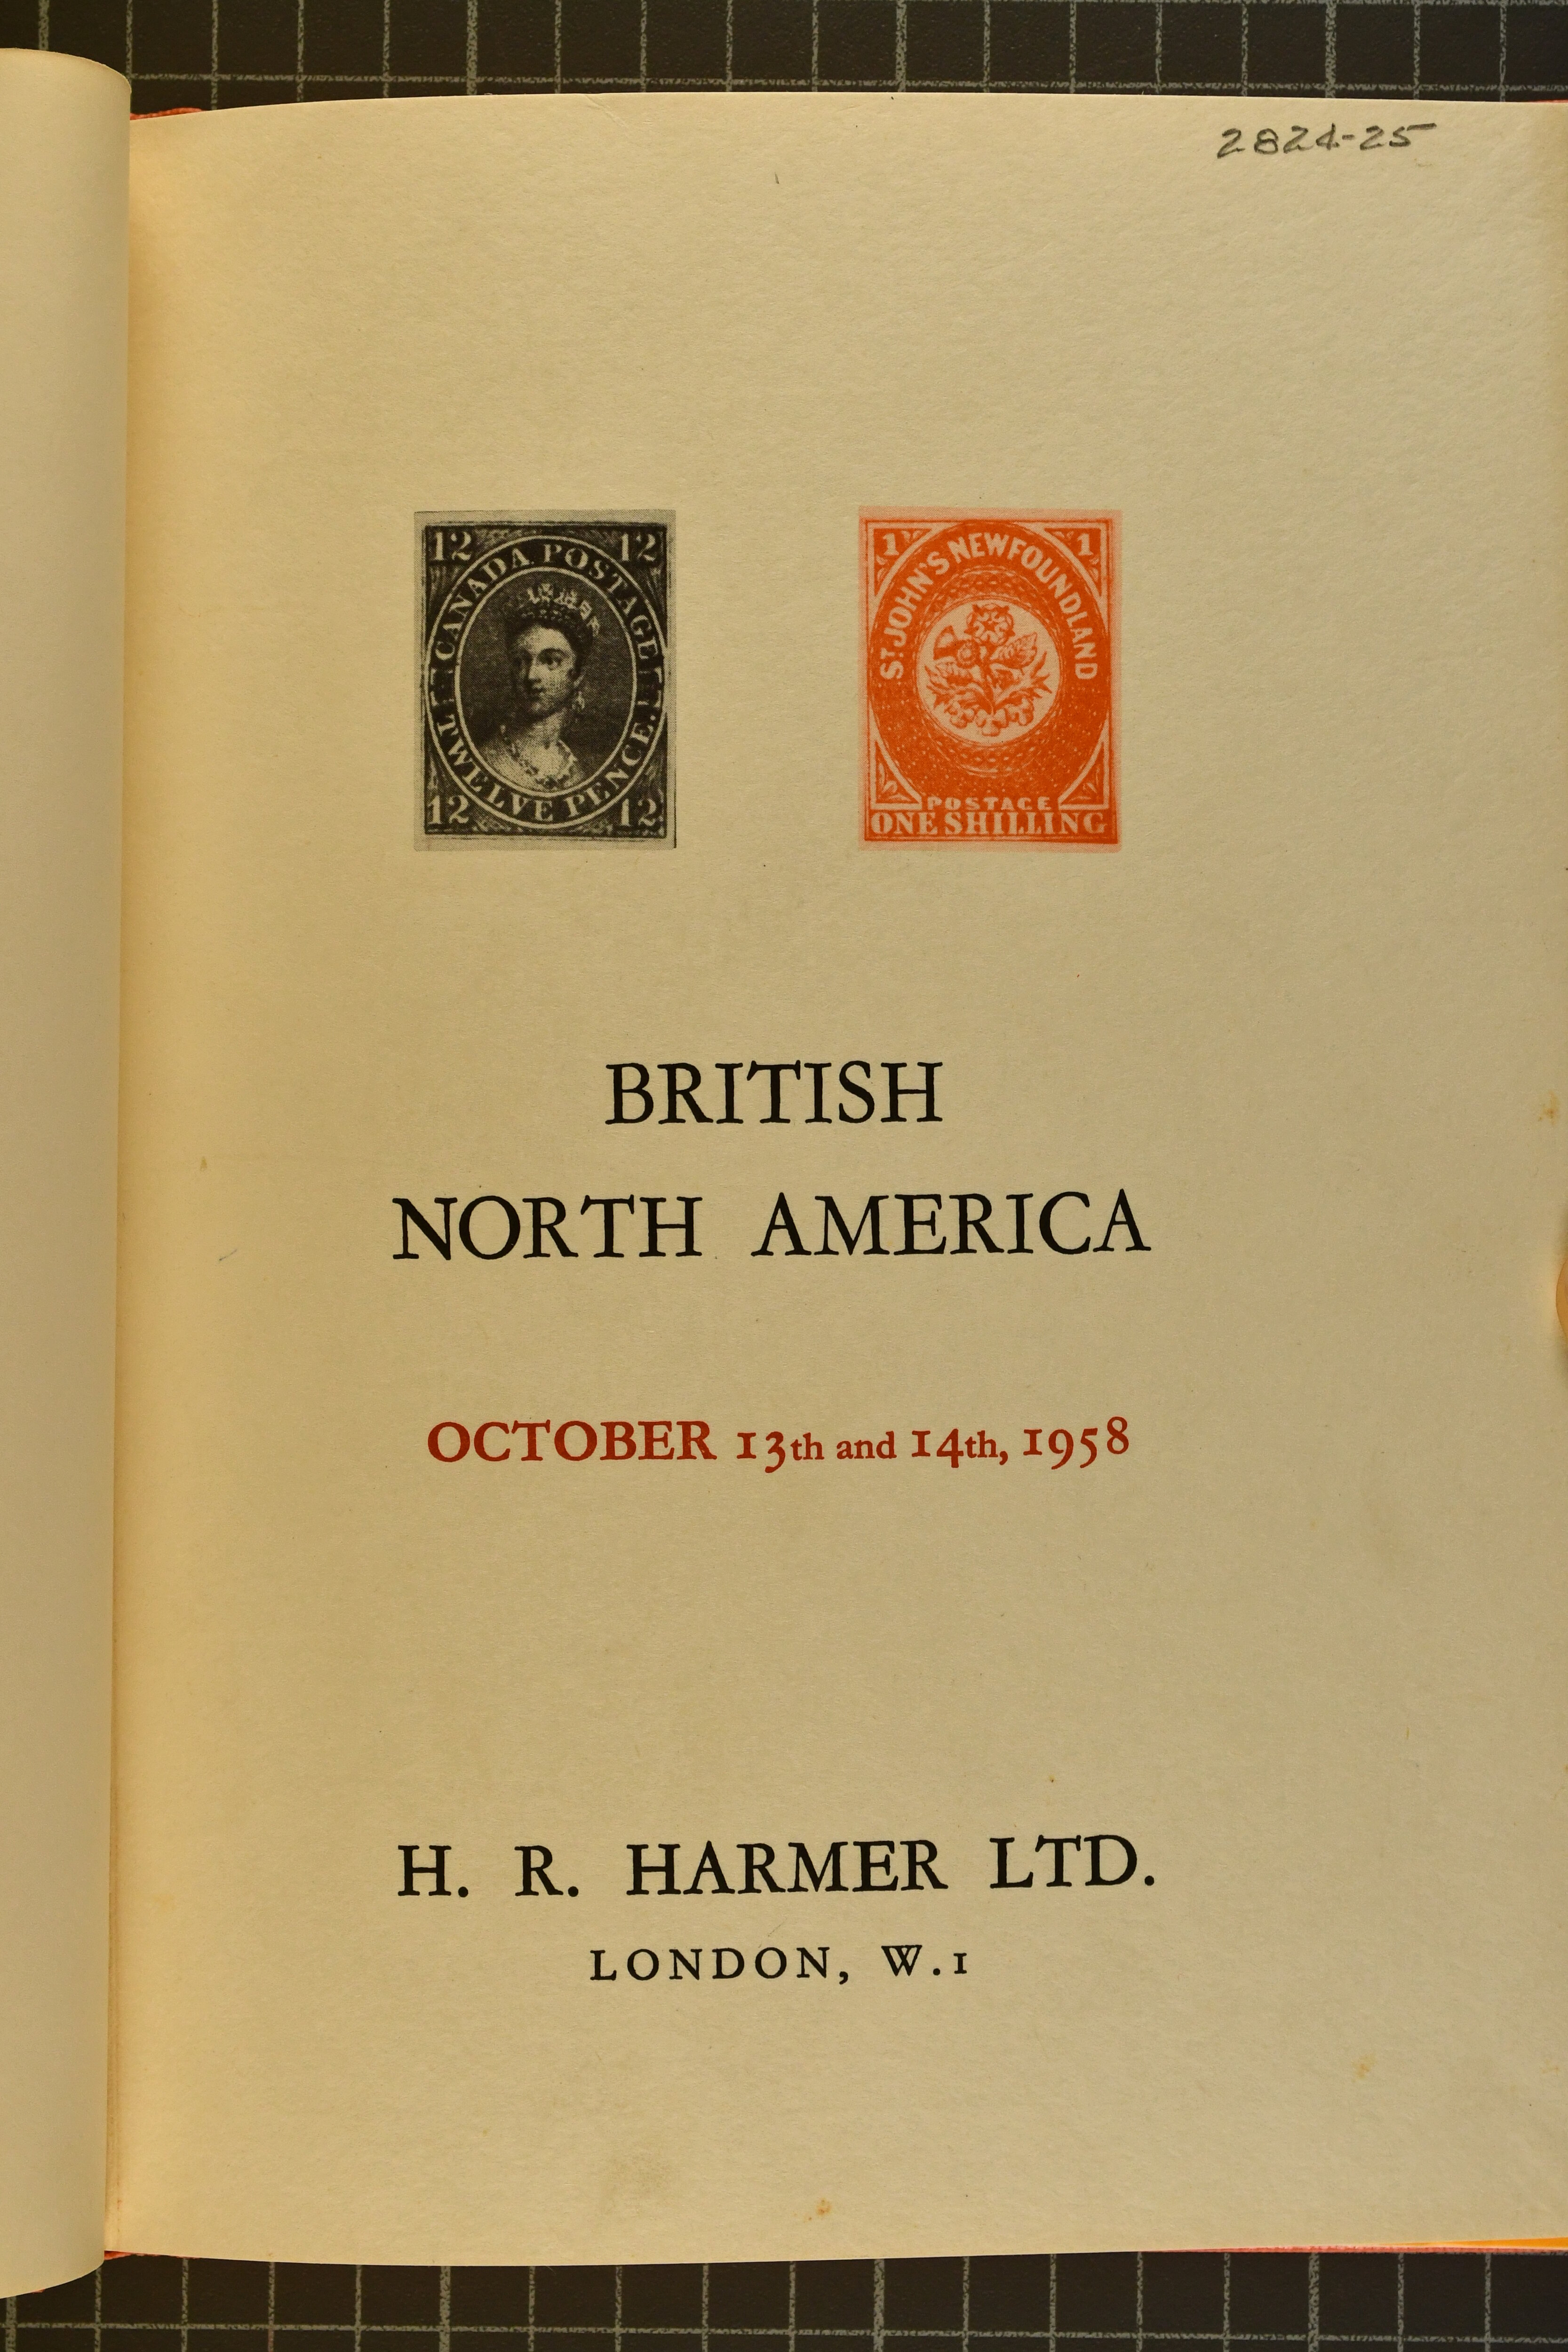 2824-25
12 12
CANADA POSTAGE
TWELVE PENCE.
12 12
1 1
ST JOHN'S NEWFOUNDLAND
POSTAGE
ONE SHILLING
BRITISH
NORTH AMERICA
OCTOBER 13th and 14th, 1958
H. R. HARMER LTD.
LONDON, W.1